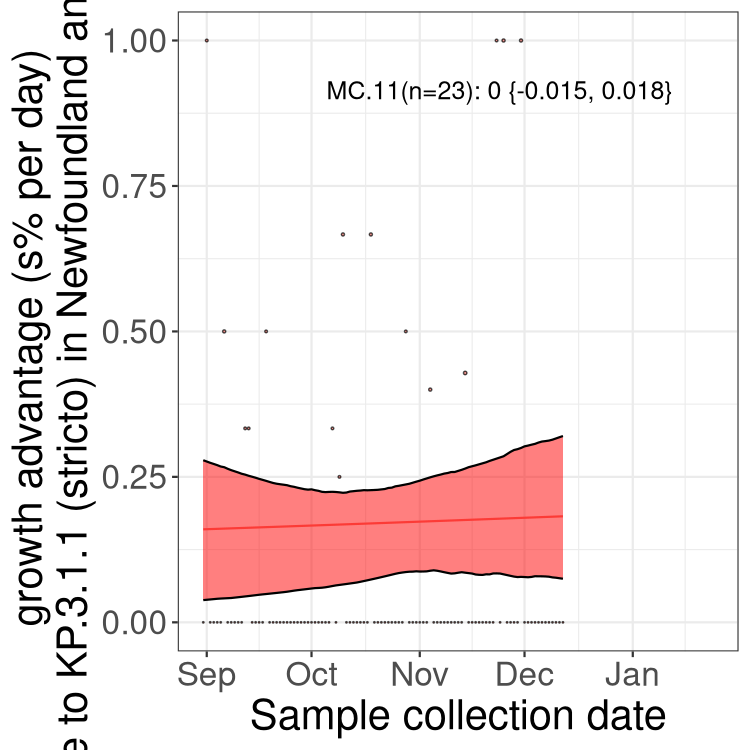 growth advantage (s% per day)
e to KP.3.1.1 (stricto) in Newfoundland an
1.00
0.75
0.50
0.25
0.00
MC.11(n=23): 0 {-0.015, 0.018}
Sep Oct Nov Dec Jan
Sample collection date